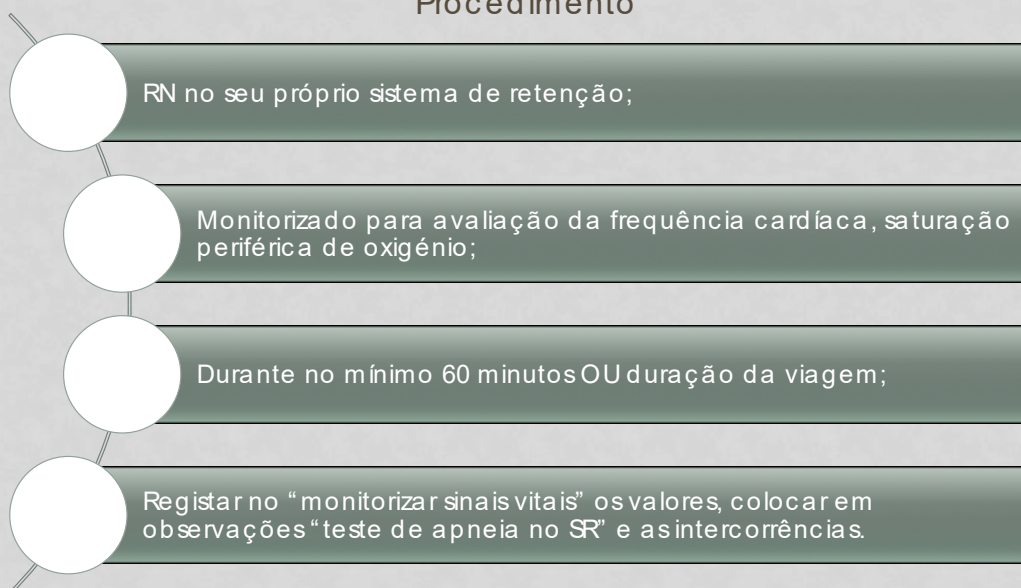 Procedimento
RN no seu próprio sistema de retenção;
Monitorizado para avaliação da frequência cardíaca, saturação
periférica de oxigénio;
Durante no mínimo 60 minutos OU duração da viagem;
Registar no “monitorizar sinais vitais” os valores, colocar em
observações “teste de apneia no SR” e as intercorrências.